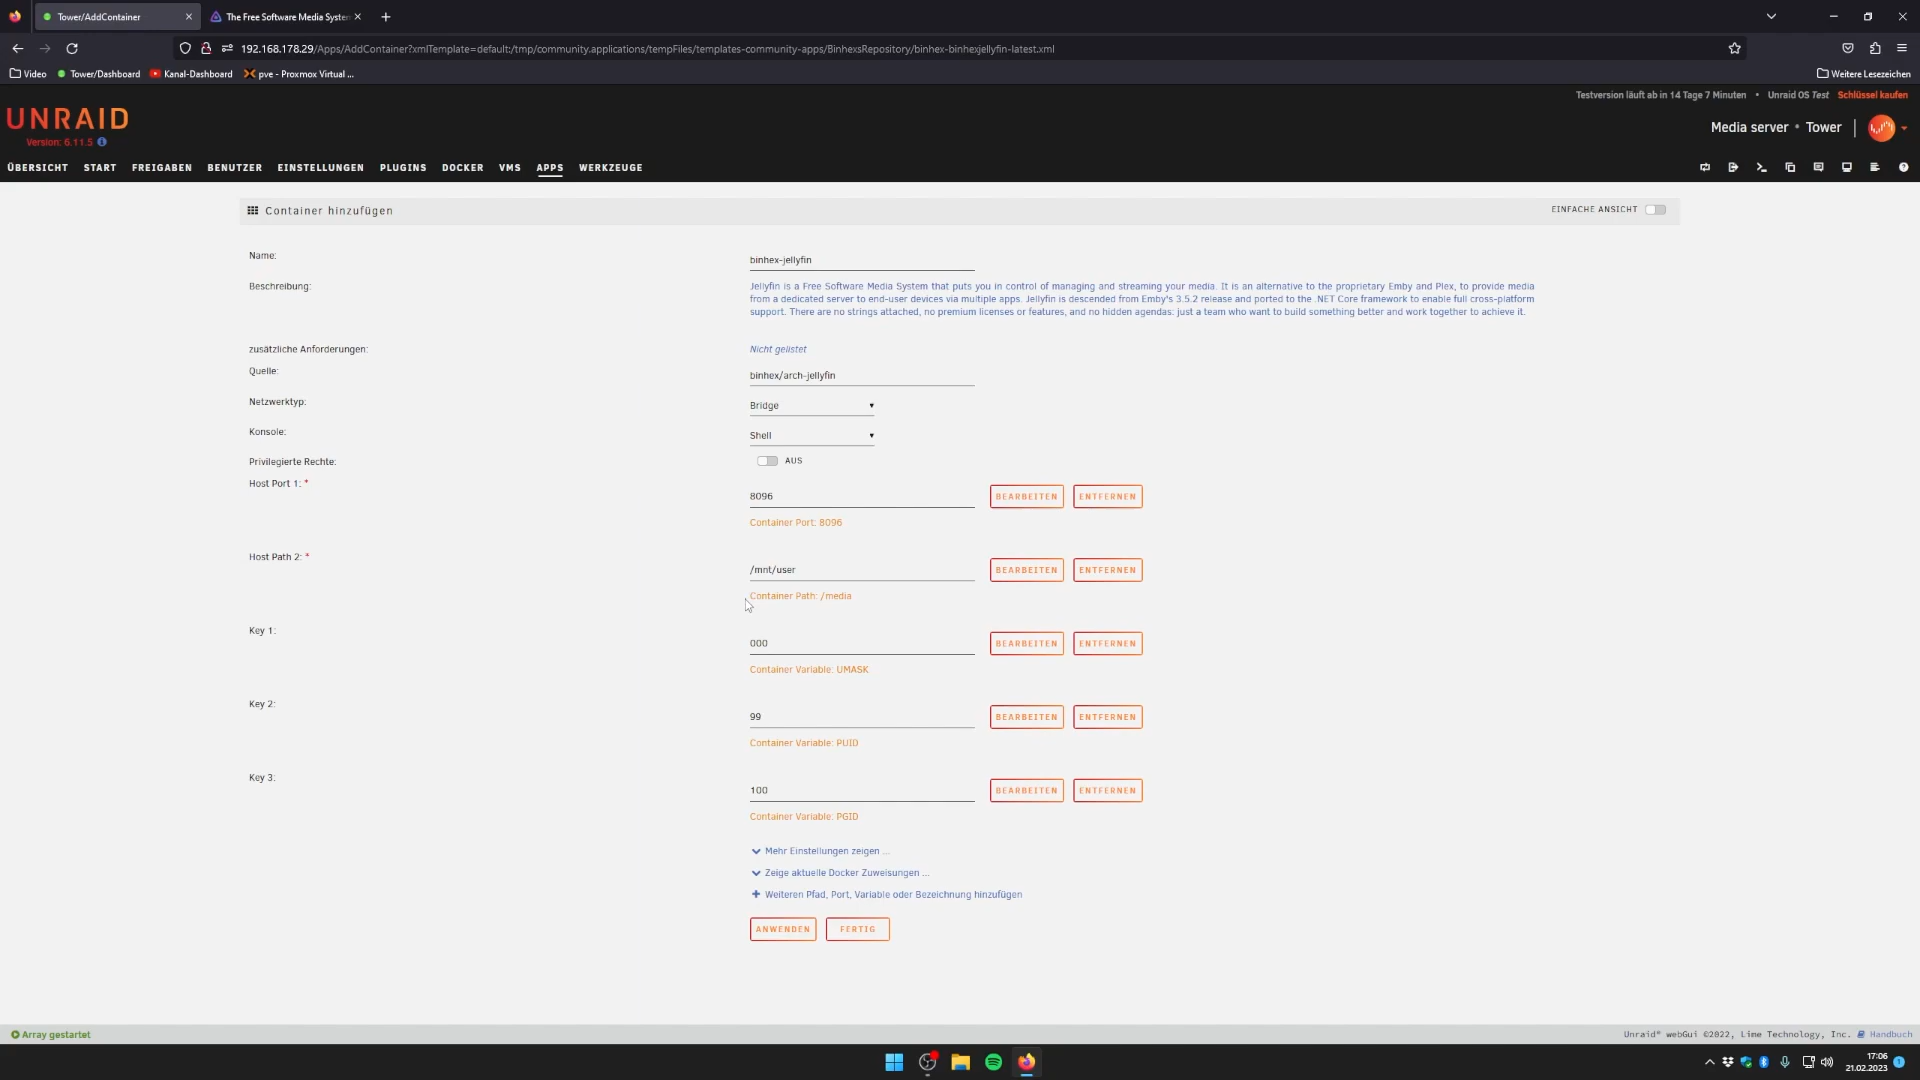 Tower/AddContainer
The Free Software Media System
192.168.178.29/Apps/AddContainer?xmlTemplate=default:/tmp/community.applications/tempFiles/templates-community-apps/BinhexsRepository/binhex-binhexjellyfin-latest.xml
Video Tower/Dashboard Kanal-Dashboard pve - Proxmox Virtual ... Weitere Lesezeichen
Testversion läuft ab in 14 Tage 7 Minuten • Unraid OS Test Schlüssel kaufen
UNRAID
Version: 6.11.5
Media server • Tower
ÜBERSICHT START FREIGABEN BENUTZER EINSTELLUNGEN PLUGINS DOCKER VMS APPS WERKZEUGE
Container hinzufügen
EINFACHE ANSICHT
Name:
binhex-jellyfin
Beschreibung:
Jellyfin is a Free Software Media System that puts you in control of managing and streaming your media. It is an alternative to the proprietary Emby and Plex, to provide media
from a dedicated server to end-user devices via multiple apps. Jellyfin is descended from Emby's 3.5.2 release and ported to the .NET Core framework to enable full cross-platform
support. There are no strings attached, no premium licenses or features, and no hidden agendas: just a team who want to build something better and work together to achieve it.
zusätzliche Anforderungen:
Nicht gelistet
Quelle:
binhex/arch-jellyfin
Netzwerktyp:
Bridge
Konsole:
Shell
Privilegierte Rechte:
AUS
Host Port 1: *
8096
BEARBEITEN ENTFERNEN
Container Port: 8096
Host Path 2: *
/mnt/user
BEARBEITEN ENTFERNEN
Container Path: /media
Key 1:
000
BEARBEITEN ENTFERNEN
Container Variable: UMASK
Key 2:
99
BEARBEITEN ENTFERNEN
Container Variable: PUID
Key 3:
100
BEARBEITEN ENTFERNEN
Container Variable: PGID
Mehr Einstellungen zeigen ...
Zeige aktuelle Docker Zuweisungen ...
Weiteren Pfad, Port, Variable oder Bezeichnung hinzufügen
ANWENDEN FERTIG
Array gestartet
Unraid® webGui ©2022, Lime Technology, Inc. Handbuch
17:06
21.02.2023
1